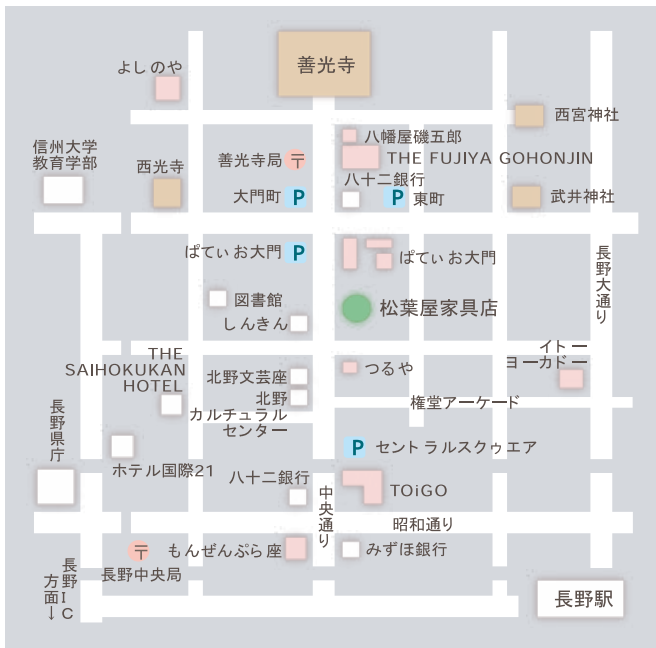 善光寺
よしのや
西宮神社
八幡屋礒五郎
信州大学
教育学部
西光寺
善光寺局
〒
THE FUJIYA GOHONJIN
八十二銀行
大門町
P
P
東町
武井神社
ぱてぃお大門
P
ぱてぃお大門
長野大通り
図書館
松葉屋家具店
しんきん
THE
SAIHOKUKAN
HOTEL
北野文芸座
つるや
イトー
ヨーカドー
北野
カルチュラル
センター
権堂アーケード
長野県庁
ホテル国際21
P
セントラルスクゥエア
八十二銀行
TOiGO
中央通り
昭和通り
〒
長野中央局
もんぜんぷら座
みずほ銀行
長野IC
方面↓
長野駅